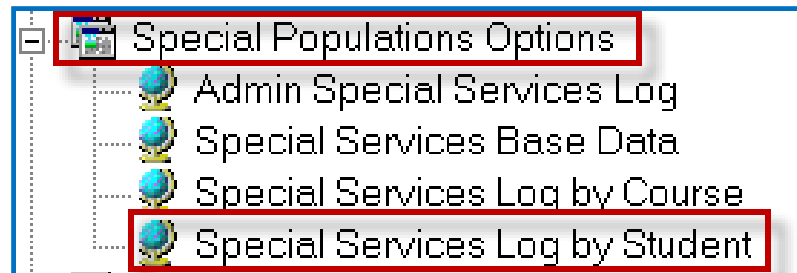 Special Populations Options
Admin Special Services Log
Special Services Base Data
Special Services Log by Course
Special Services Log by Student